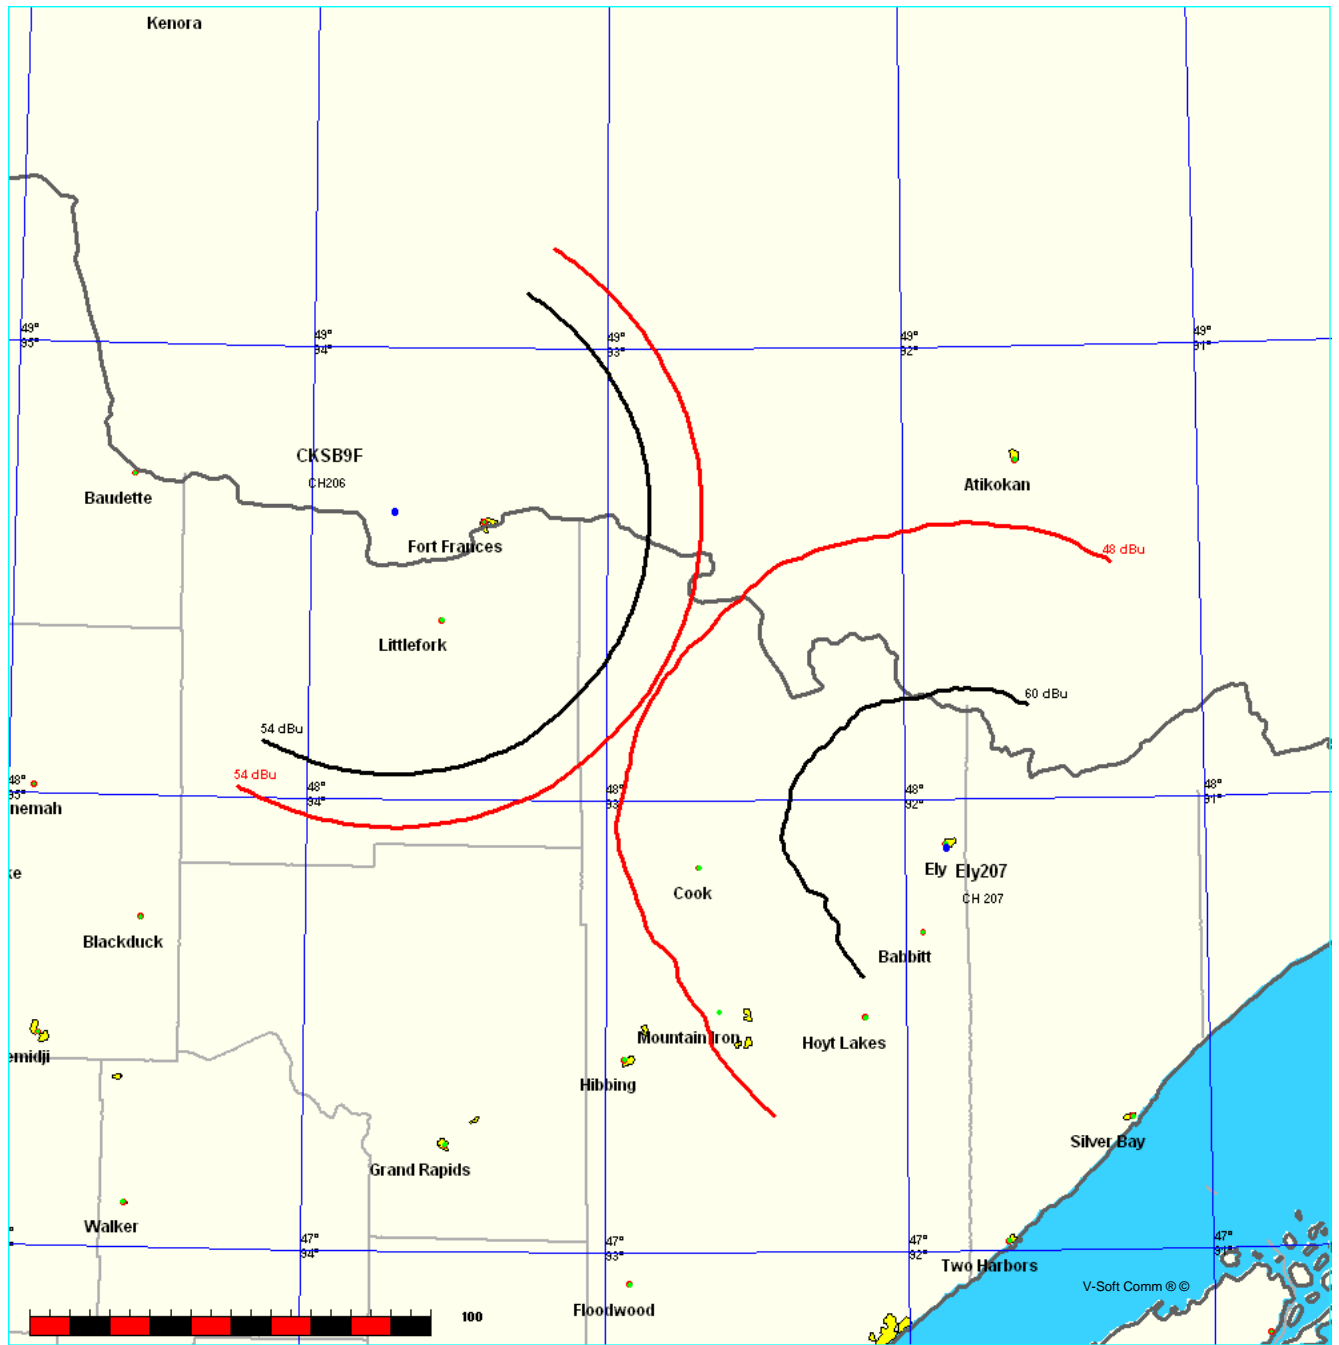 Kenora
49°
95°
49°
94°
49°
93°
49°
92°
49°
91°
CKSB9F
CH206
Baudette
Atikokan
Fort Frances
48 dBu
Littlefork
60 dBu
54 dBu
54 dBu
48°
95°
48°
94°
48°
93°
48°
92°
48°
91°
nemah
Ely
Ely207
ke
Cook
CH 207
Blackduck
Babbitt
Mountain Iron
Hoyt Lakes
emidji
Hibbing
Silver Bay
Grand Rapids
Walker
47°
94°
47°
93°
47°
92°
47°
91°
Two Harbors
V-Soft Comm ® ©
Floodwood
100